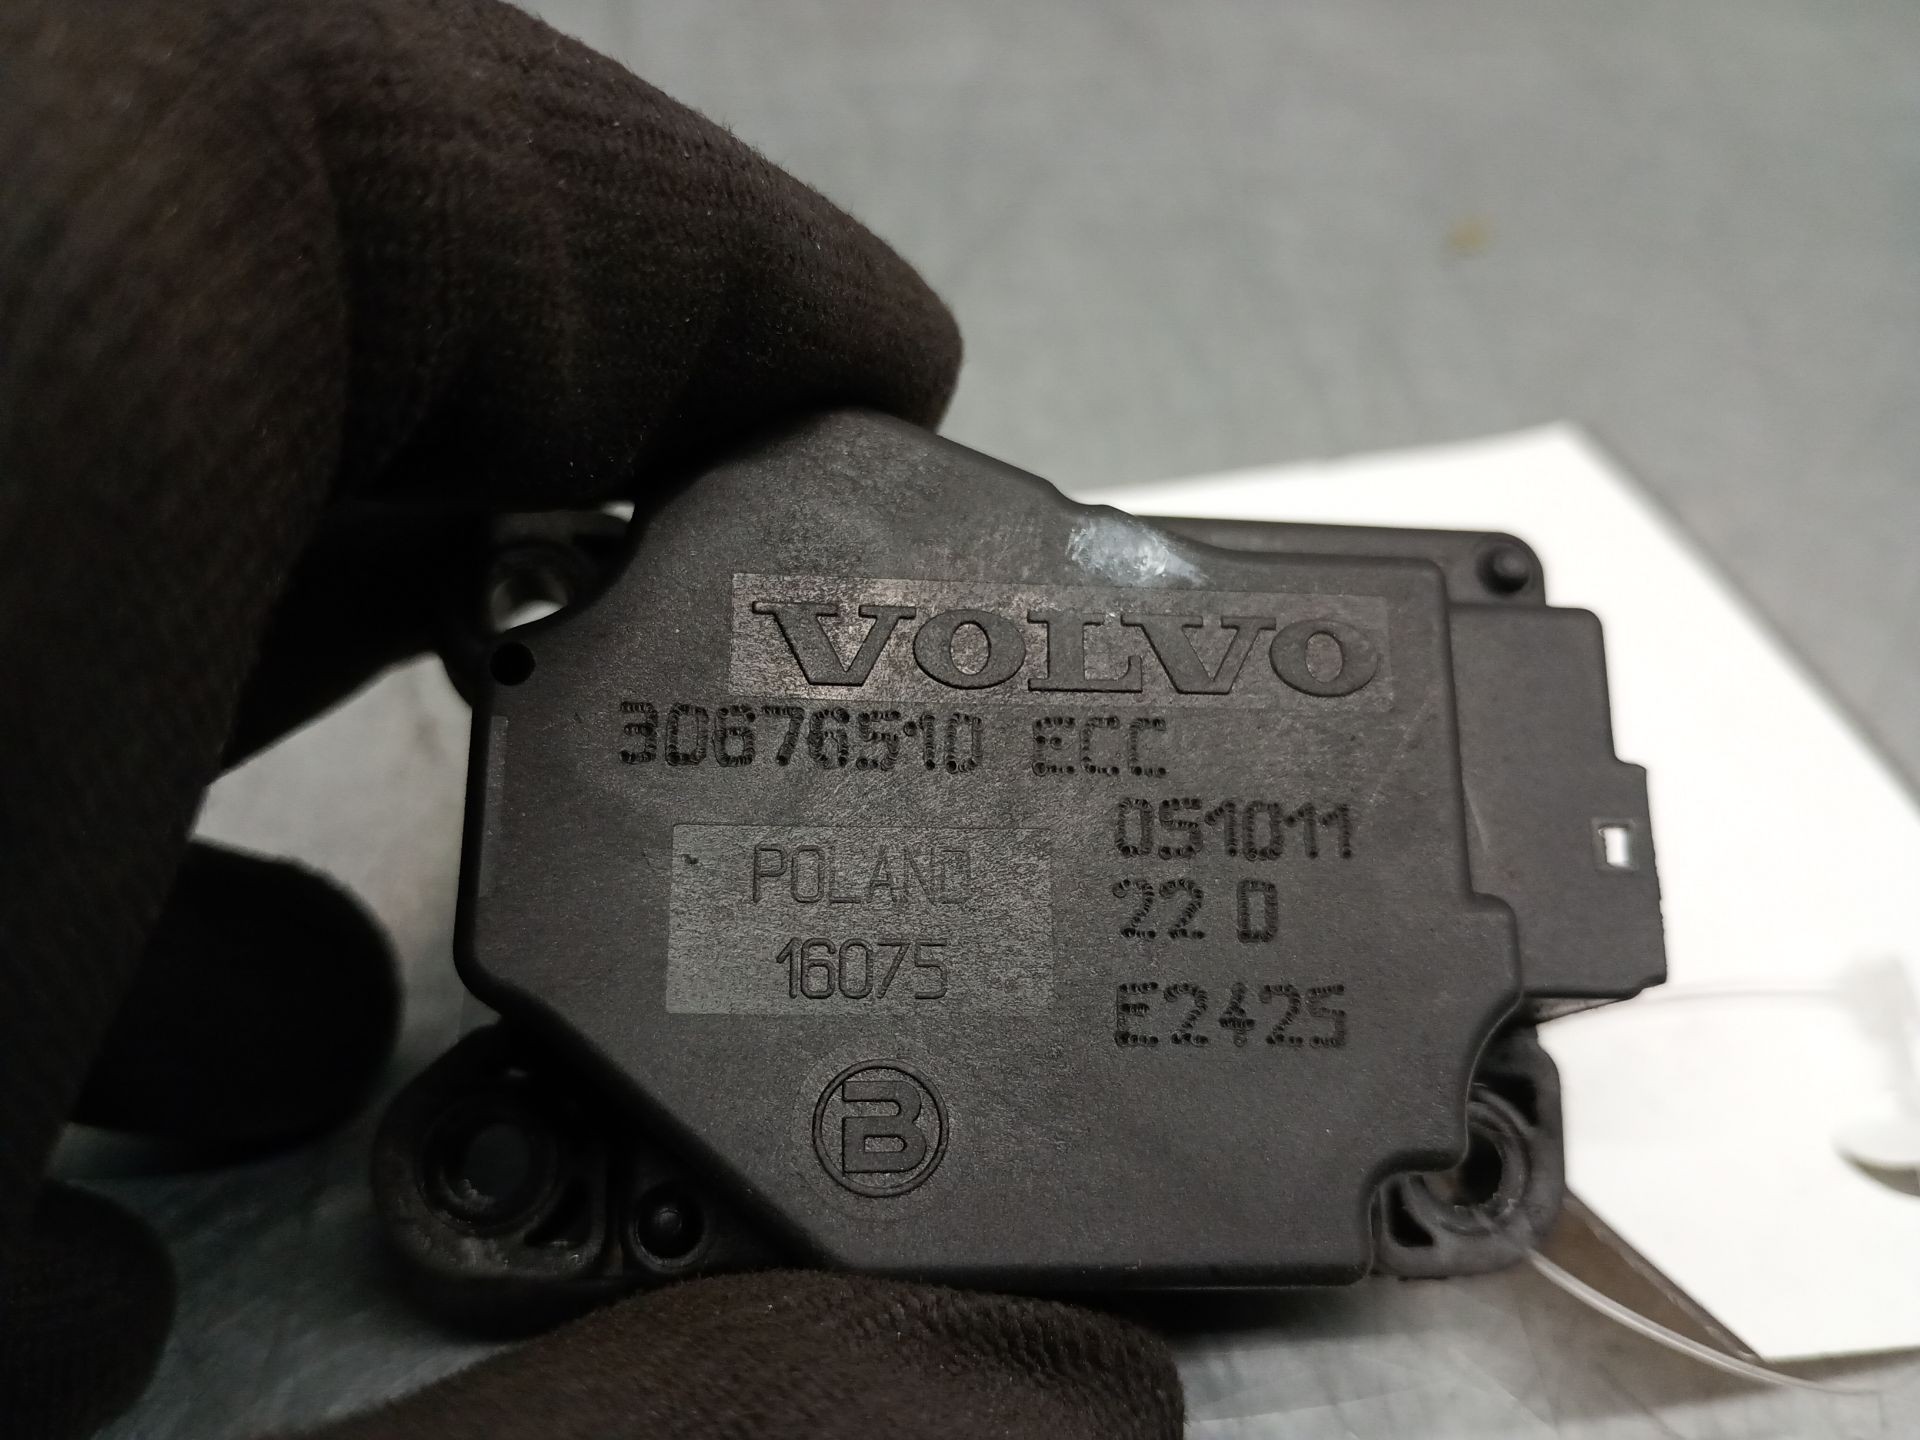 VOLVO
30676510 ECC
051011
POLAND
22 D
16075
E2425
B